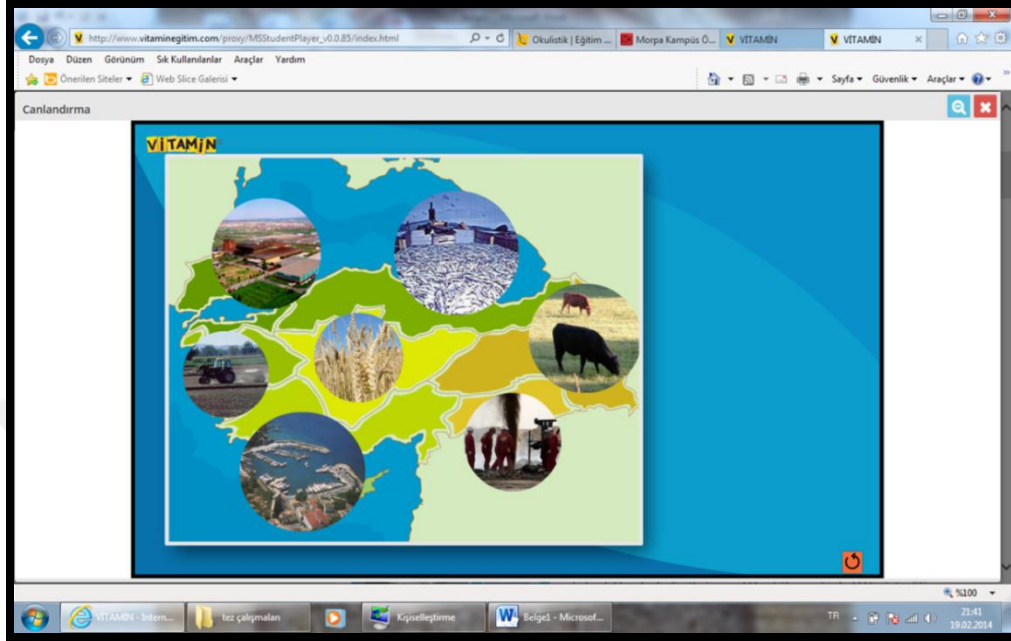 http://www.vitaminegitim.com/proxy/MSStudentPlayer_v0.0.85/index.html
Okulistik | Eğitim ...
Morpa Kampüs Ö...
VİTAMİN
VİTAMİN
Dosya Düzen Görünüm Sık Kullanılanlar Araçlar Yardım
Önerilen Siteler
Web Slice Galerisi
Sayfa Güvenlik Araçlar
Canlandırma
VİTAMİN
%100
VİTAMİN - Intern...
tez çalışmaları
Kişiselleştirme
Belge1 - Microsof...
TR
21:41
19.02.2014